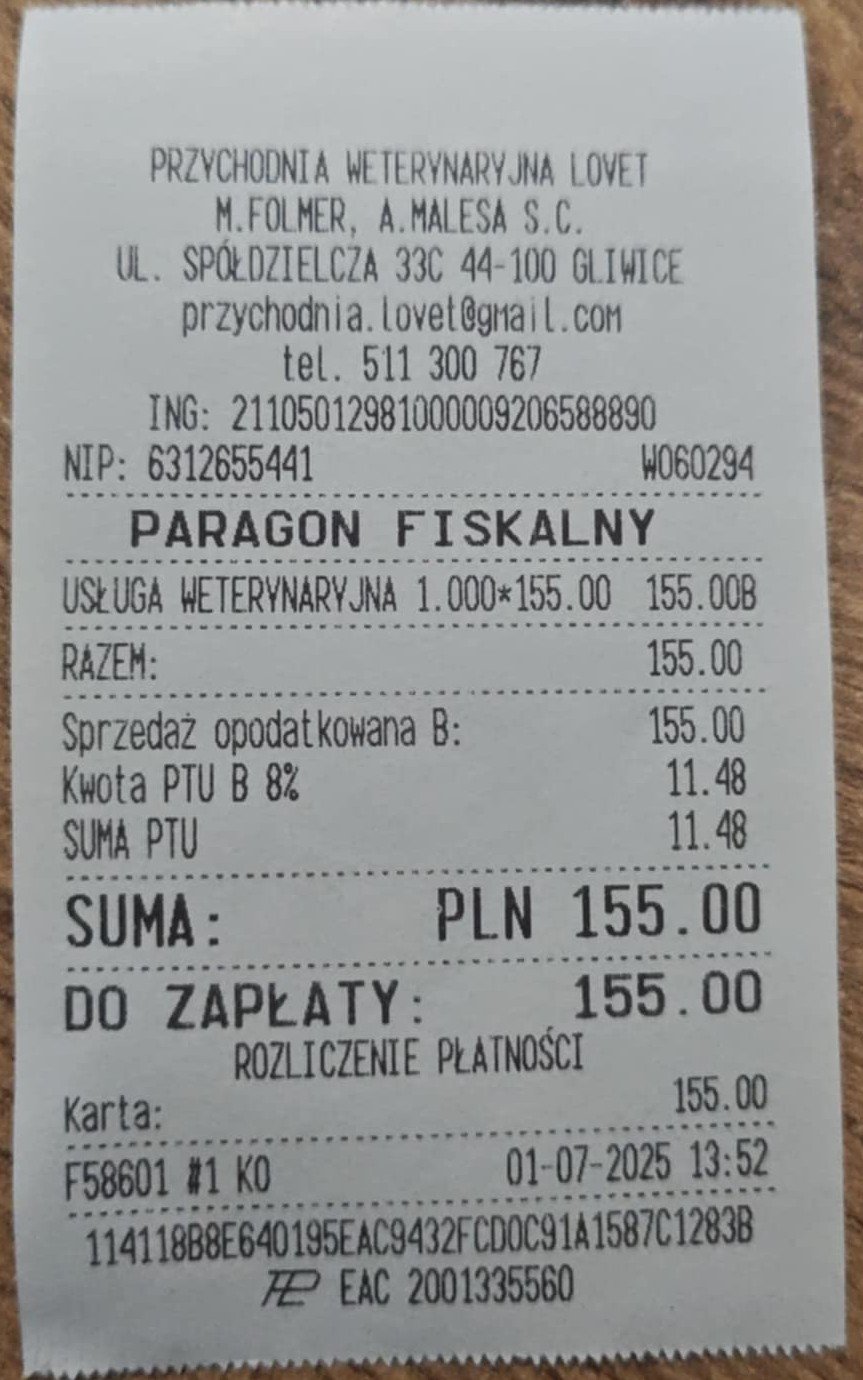 PRZYCHODNIA WETERYNARYJNA LOVET
M.FOLMER, A.MALESA S.C.
UL. SPÓŁDZIELCZA 33C 44-100 GLIWICE
przychodnia.lovet@gmail.com
tel. 511 300 767
ING: 21105012981000009206588890
NIP: 6312655441 W060294
PARAGON FISKALNY
USŁUGA WETERYNARYJNA 1.000*155.00 155.00B
RAZEM: 155.00
Sprzedaż opodatkowana B: 155.00
Kwota PTU B 8% 11.48
SUMA PTU 11.48
SUMA: PLN 155.00
DO ZAPŁATY: 155.00
ROZLICZENIE PŁATNOŚCI
Karta: 155.00
F58601 #1 KO 01-07-2025 13:52
114118B8E640195EAC9432FCD0C91A1587C1283B
EAC 2001335560